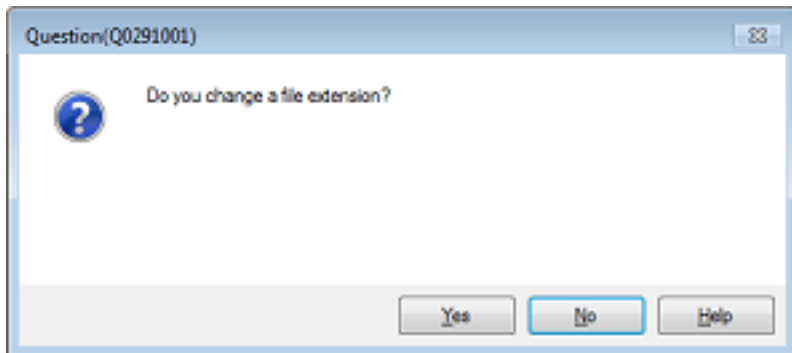 Question(Q0291001)
Do you change a file extension?
Yes No Help